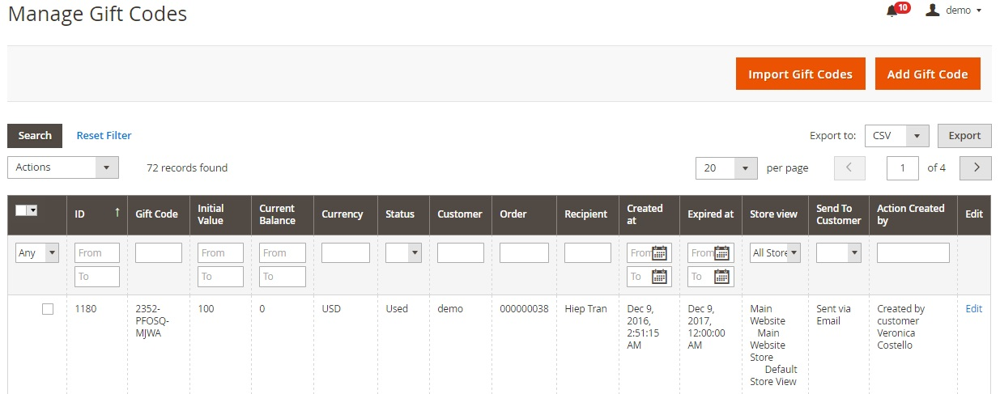 Manage Gift Codes
10
demo
Import Gift Codes
Add Gift Code
Search
Reset Filter
Export to:
CSV
Export
Actions
72 records found
20
per page
1
of 4
ID
Gift Code
Initial
Value
Current
Balance
Currency
Status
Customer
Order
Recipient
Created
at
Expired at
Store view
Send To
Customer
Action Created
by
Edit
Any
From
To
From
To
From
To
From
To
From
To
All Store
1180
2352-
PFOSQ-
MJWA
100
0
USD
Used
demo
000000038
Hiep Tran
Dec 9,
2016,
2:51:15
AM
Dec 9,
2017,
12:00:00
AM
Main
Website
Main
Website
Store
Default
Store View
Sent via
Email
Created by
customer
Veronica
Costello
Edit